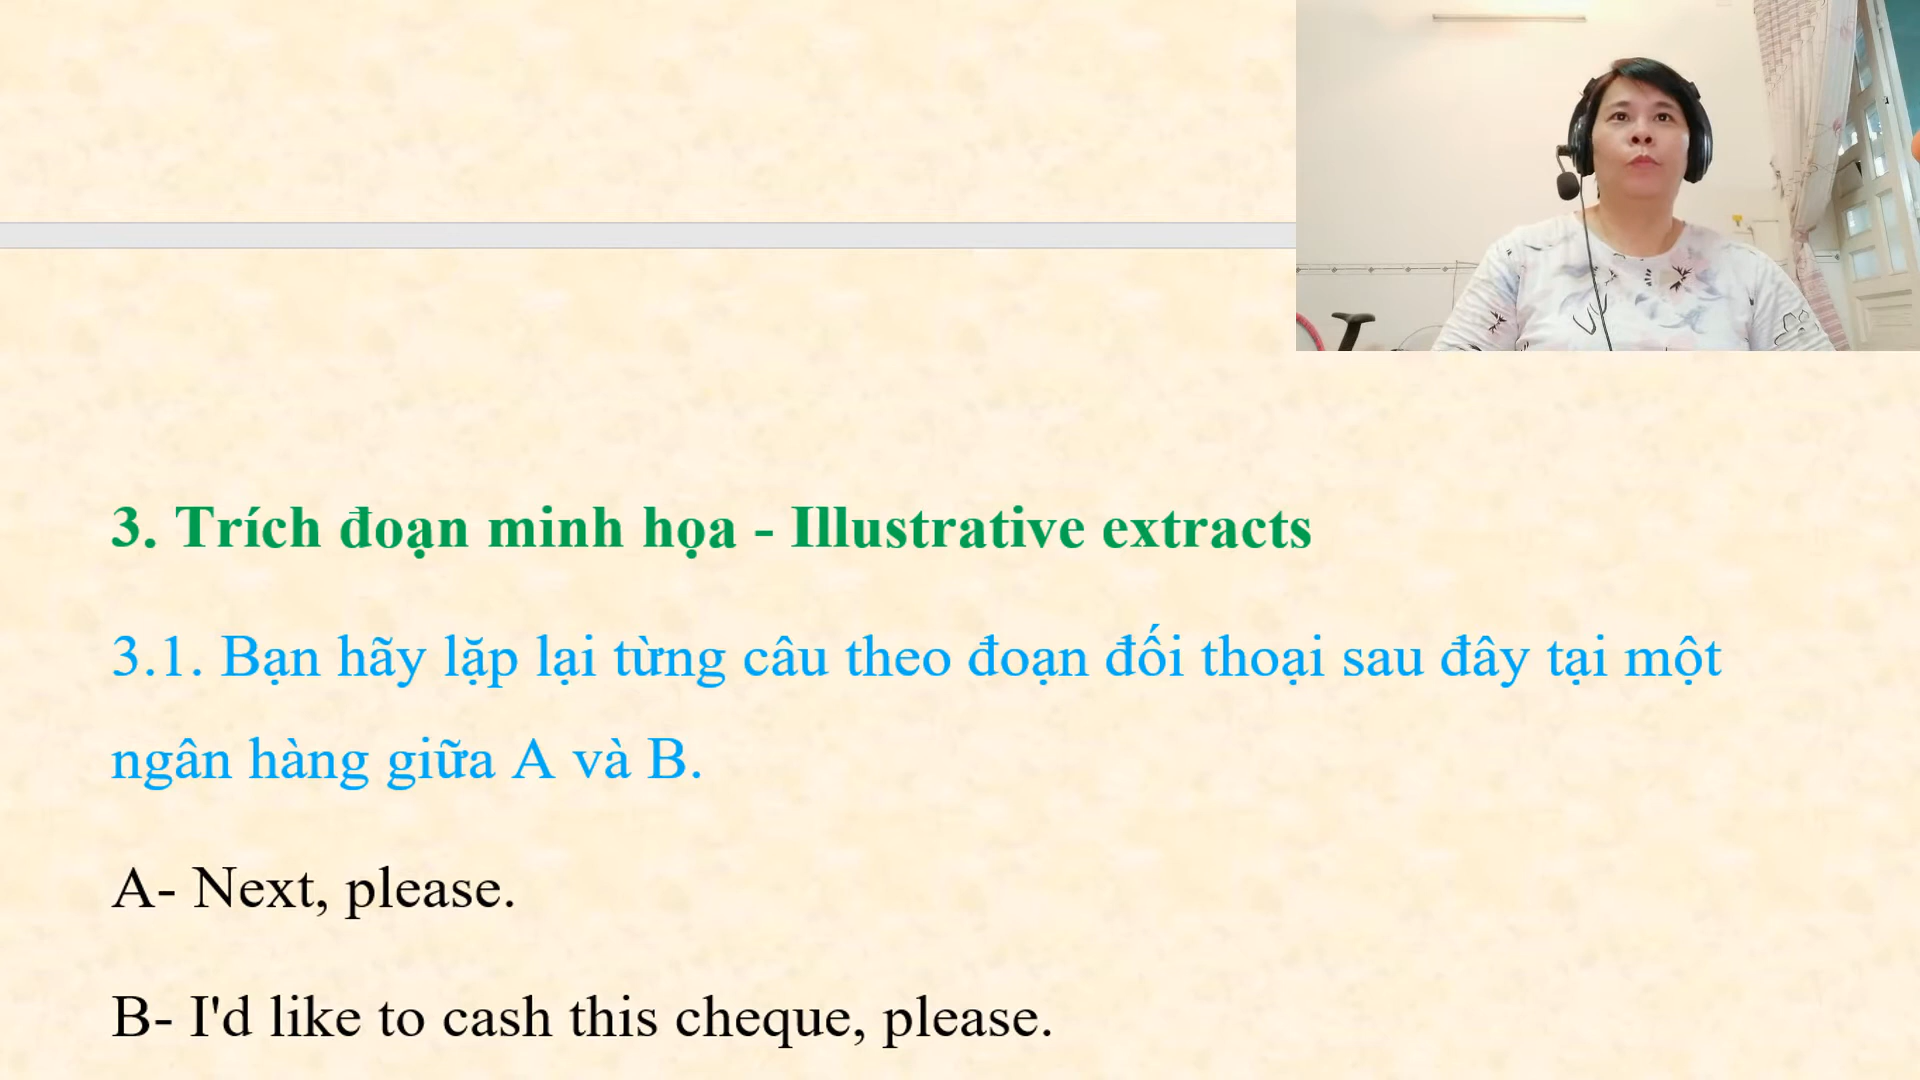 3. Trích đoạn minh họa - Illustrative extracts
3.1. Bạn hãy lặp lại từng câu theo đoạn đối thoại sau đây tại một
ngân hàng giữa A và B.
A- Next, please.
B- I'd like to cash this cheque, please.